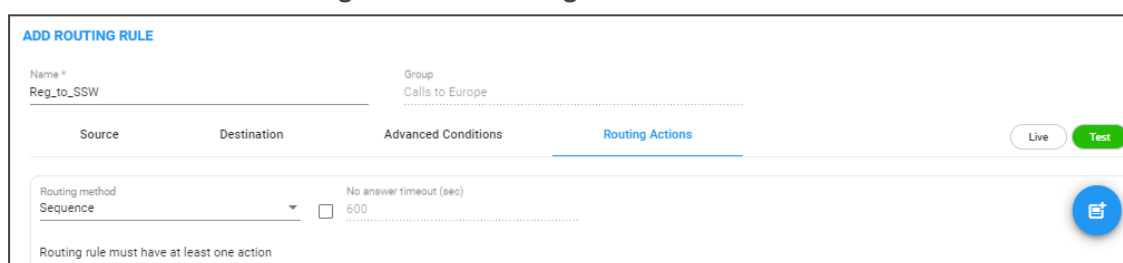 ADD ROUTING RULE
Name *
Group
Reg_to_SSW
Calls to Europe
Source Destination Advanced Conditions Routing Actions Live Test
Routing method
No answer timeout (sec)
Sequence
600
Routing rule must have at least one action